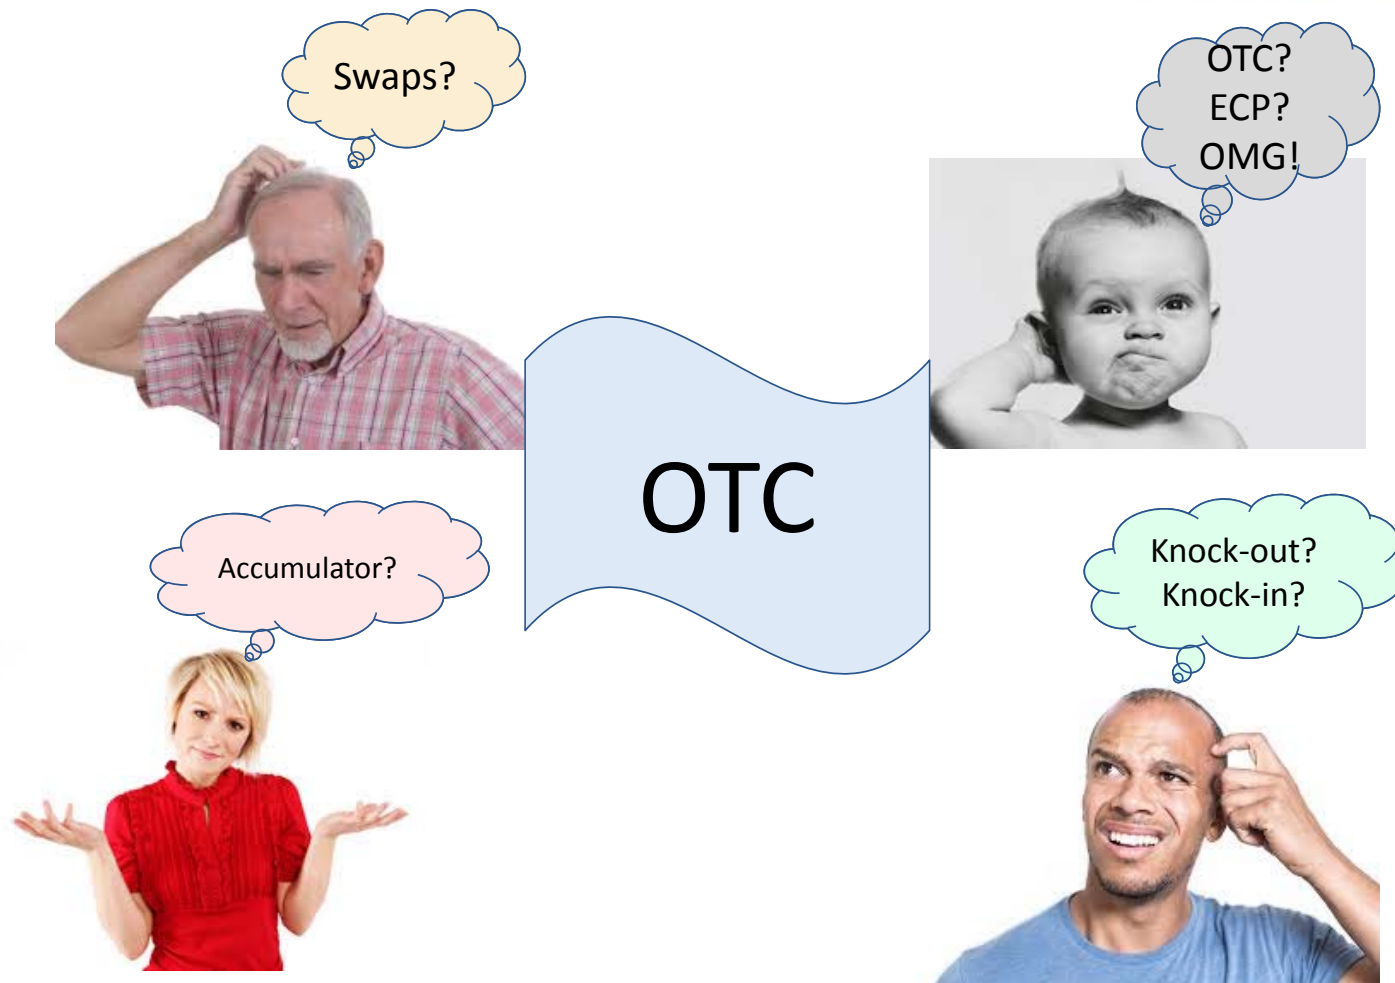 Swaps?
OTC?
ECP?
OMG!
OTC
Accumulator?
Knock-out?
Knock-in?